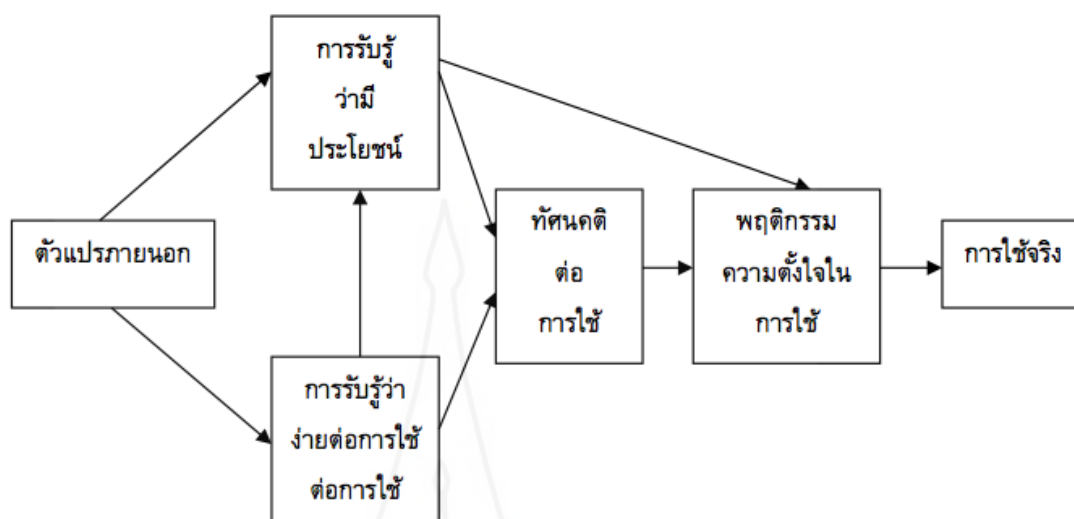 การรับรู้
ว่ามี
ประโยชน์
ตัวแปรภายนอก
การรับรู้ว่า
ง่ายต่อการใช้
ต่อการใช้
ทัศนคติ
ต่อ
การใช้
พฤติกรรม
ความตั้งใจใน
การใช้
การใช้จริง